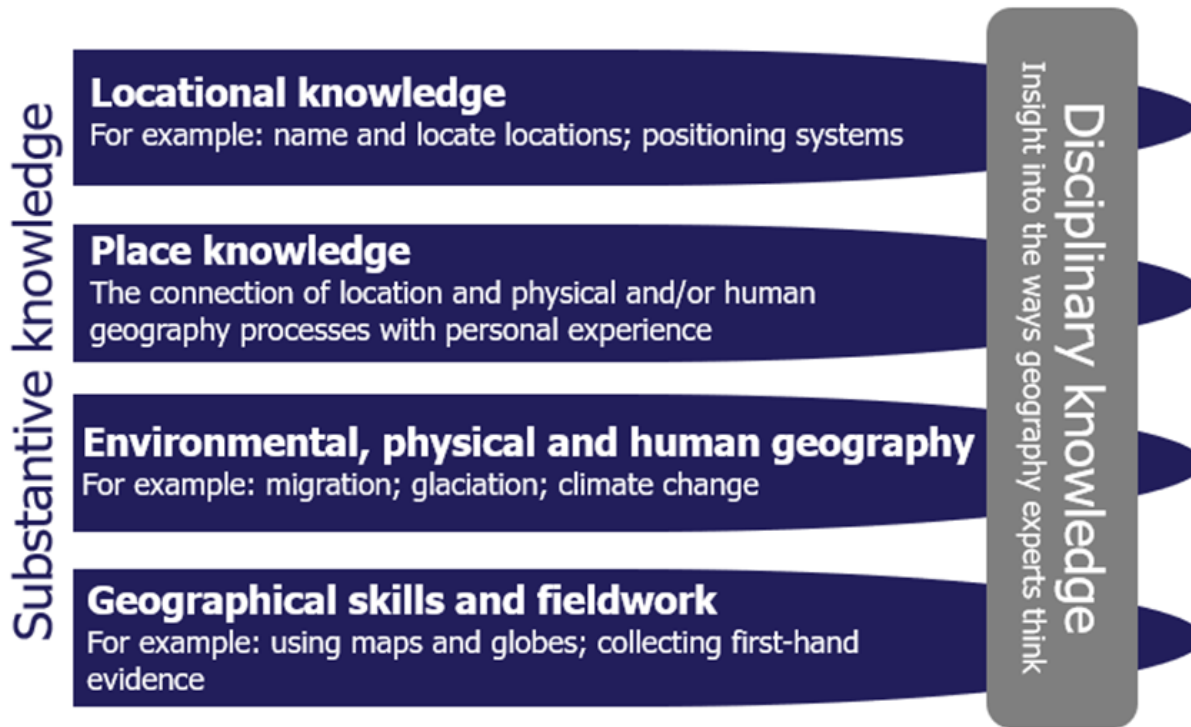 Substantive knowledge
Locational knowledge
For example: name and locate locations; positioning systems
Place knowledge
The connection of location and physical and/or human
geography processes with personal experience
Environmental, physical and human geography
For example: migration; glaciation; climate change
Geographical skills and fieldwork
For example: using maps and globes; collecting first-hand
evidence
Disciplinary knowledge
Insight into the ways geography experts think